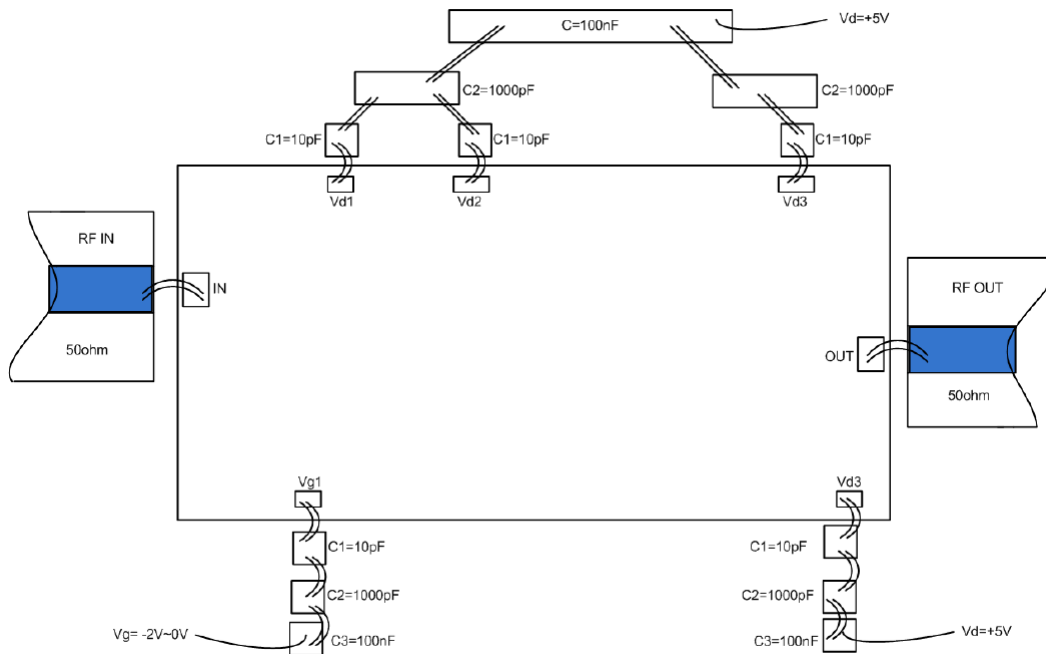 C=100nF
Vd=+5V
C2=1000pF
C2=1000pF
C1=10pF
C1=10pF
C1=10pF
Vd1
Vd2
Vd3
RF IN
IN
50ohm
RF OUT
OUT
50ohm
Vg1
Vd3
C1=10pF
C1=10pF
C2=1000pF
C2=1000pF
Vg= -2V~0V
C3=100nF
C3=100nF
Vd=+5V